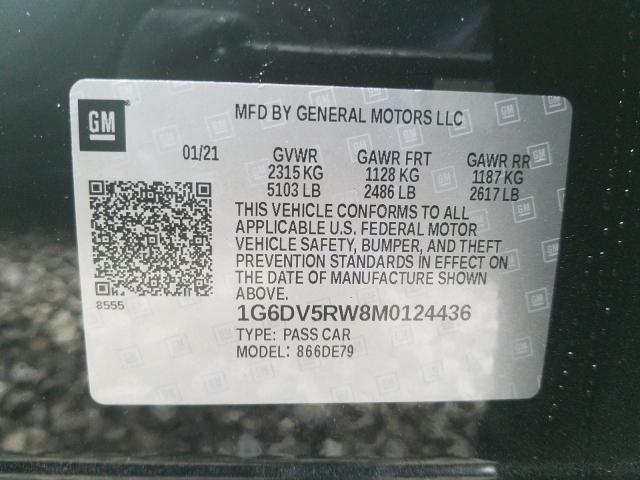 GM
MFD BY GENERAL MOTORS LLC
01/21
GVWR
2315 KG
5103 LB
GAWR FRT
1128 KG
2486 LB
GAWR RR
1187 KG
2617 LB
THIS VEHICLE CONFORMS TO ALL
APPLICABLE U.S. FEDERAL MOTOR
VEHICLE SAFETY, BUMPER, AND THEFT
PREVENTION STANDARDS IN EFFECT ON
THE DATE OF MANUFACTURE SHOWN
ABOVE.
8555
1G6DV5RW8M0124436
TYPE: PASS CAR
MODEL: 866DE79